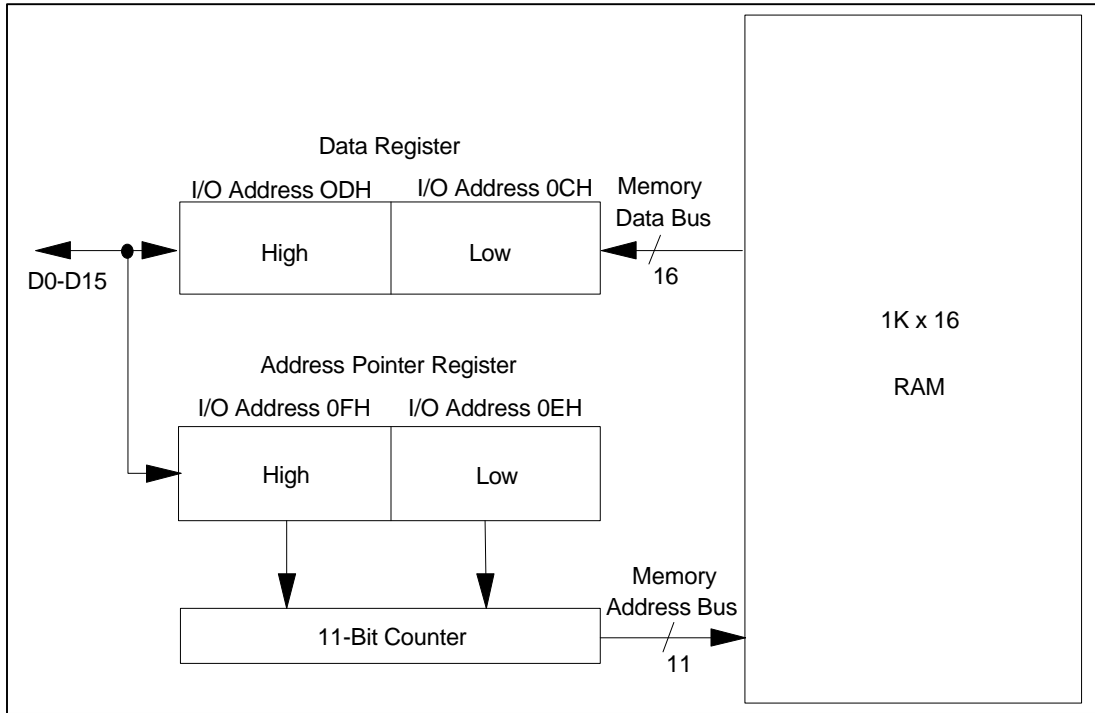 Data Register
I/O Address ODH
I/O Address 0CH
Memory
Data Bus
High
Low
16
D0-D15
1K x 16
RAM
Address Pointer Register
I/O Address 0FH
I/O Address 0EH
High
Low
Memory
Address Bus
11-Bit Counter
11